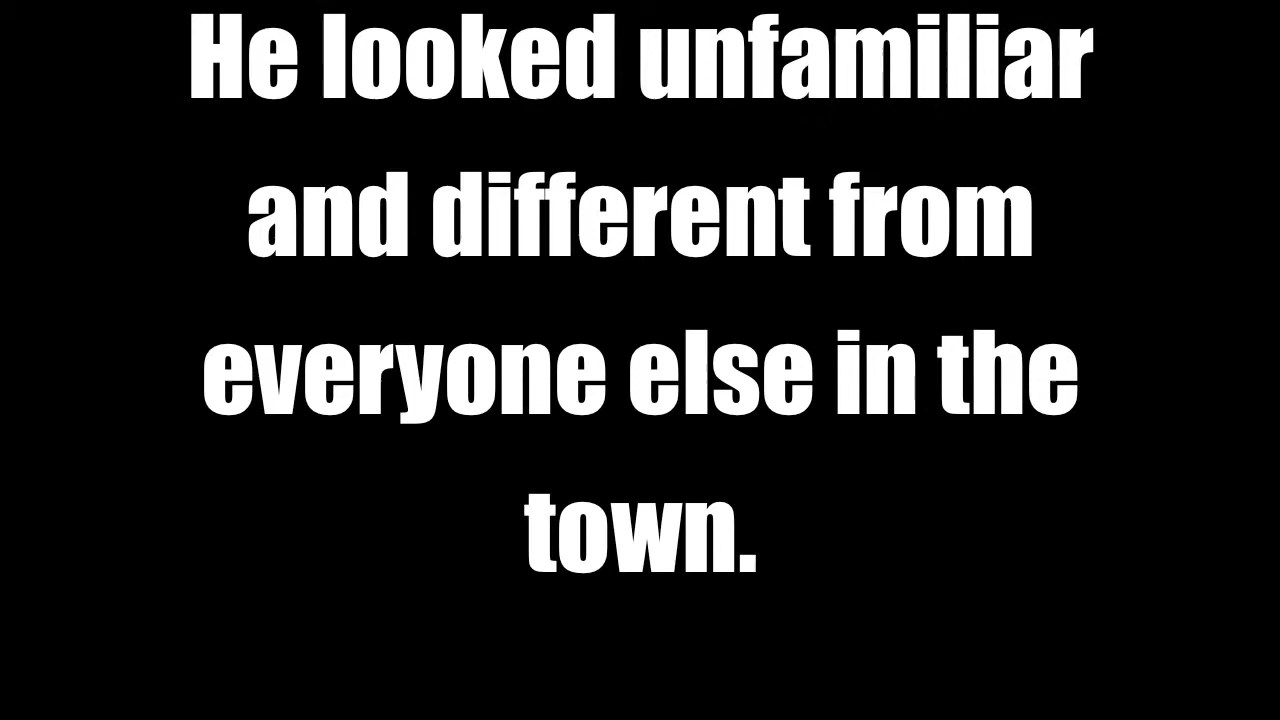 He looked unfamiliar
and different from
everyone else in the
town.